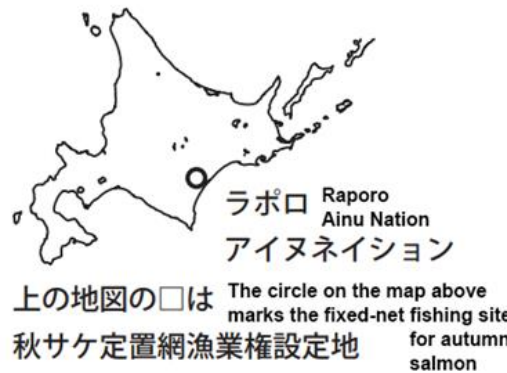 ラポロ
Raporo
Ainu Nation
アイヌネイション
上の地図の□は
The circle on the map above
marks the fixed-net fishing site
秋サケ定置網漁業権設定地
for autumn
salmon